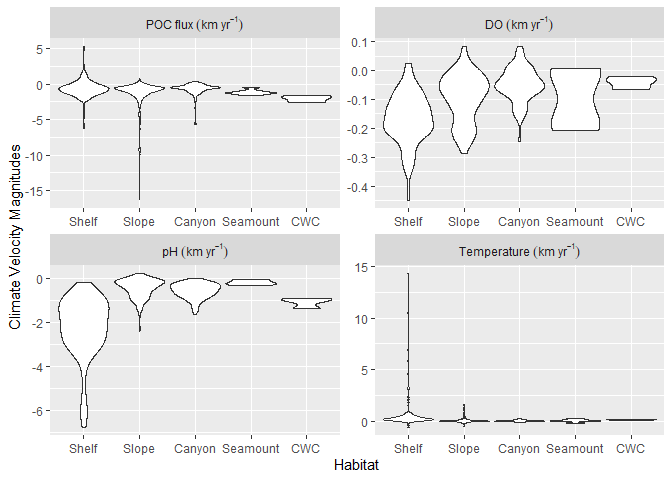 POC flux (km yr⁻¹)
DO (km yr⁻¹)
5
0
-5
-10
-15
0.1
0.0
-0.1
-0.2
-0.3
-0.4
Shelf Slope Canyon Seamount CWC
Shelf Slope Canyon Seamount CWC
Climate Velocity Magnitudes
pH (km yr⁻¹)
Temperature (km yr⁻¹)
0
-2
-4
-6
15
10
5
0
Shelf Slope Canyon Seamount CWC
Shelf Slope Canyon Seamount CWC
Habitat